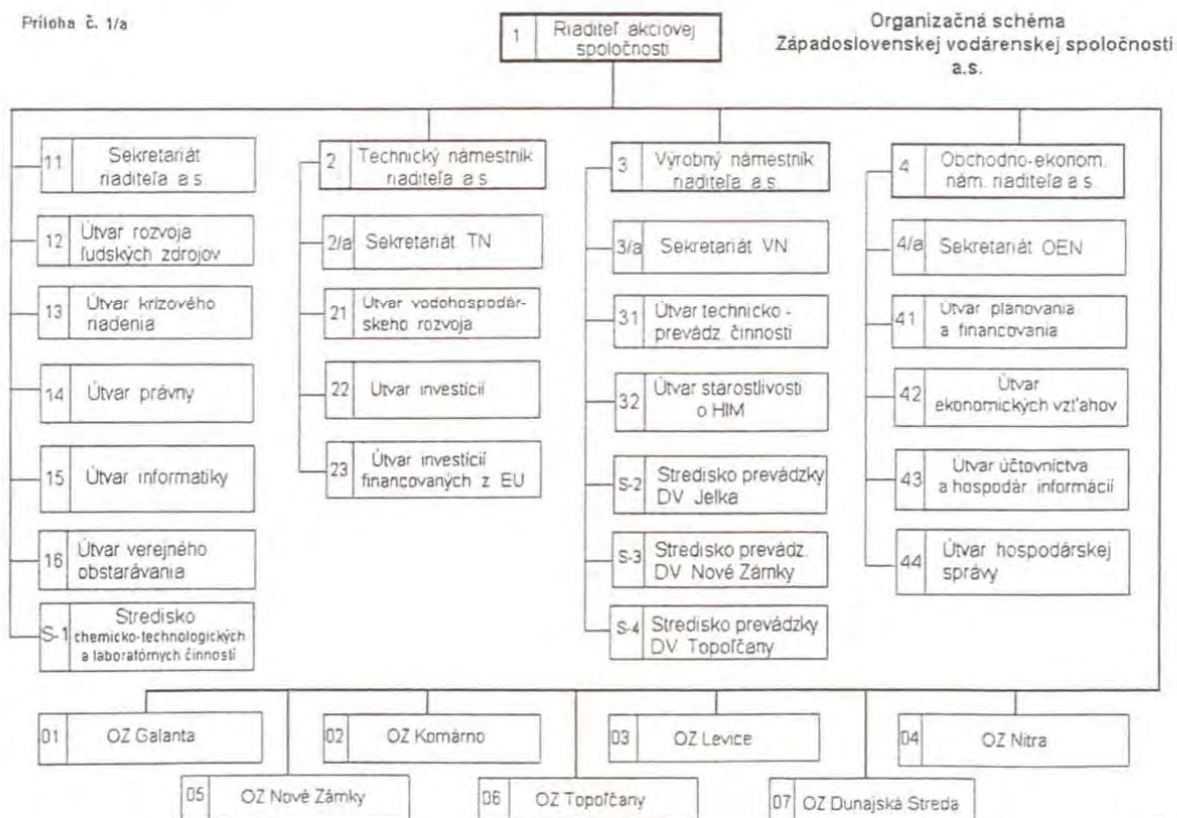 Príloha č. 1/a
1
Riaditeľ akciovej
spoločnosti
Organizačná schéma
Západoslovenskej vodárenskej spoločnosti
a.s.
11
Sekretariát
riaditeľa a s
12
Útvar rozvoja
ľudských zdrojov
13
Útvar krízového
riadenia
14
Útvar právny
15
Útvar informatiky
16
Útvar verejného
obstarávania
S-1
Stredisko
chemicko-technologických
a laboratórnych činností
2
Technický námestník
riaditeľa a s
2/a
Sekretariát TN
21
Útvar vodohospodár-
skeho rozvoja
22
Útvar investícií
23
Útvar investícií
financovaných z EU
3
Výrobný námestník
riaditeľa a.s.
3/a
Sekretariát VN
31
Útvar technicko -
prevádz. činnosti
32
Útvar starostlivosti
o HIM
S-2
Stredisko prevádzky
DV Jelka
S-3
Stredisko prevádz.
DV Nové Zámky
S-4
Stredisko prevádzky
DV Topoľčany
4
Obchodno-ekonom.
nám. riaditeľa a s
4/a
Sekretariát OEN
41
Útvar plánovania
a financovania
42
Útvar
ekonomických vzťahov
43
Útvar účtovníctva
a hospodár. informácií
44
Útvar hospodárskej
správy
01
OZ Galanta
02
OZ Komárno
03
OZ Levice
04
OZ Nitra
05
OZ Nové Zámky
06
OZ Topoľčany
07
OZ Dunajská Streda